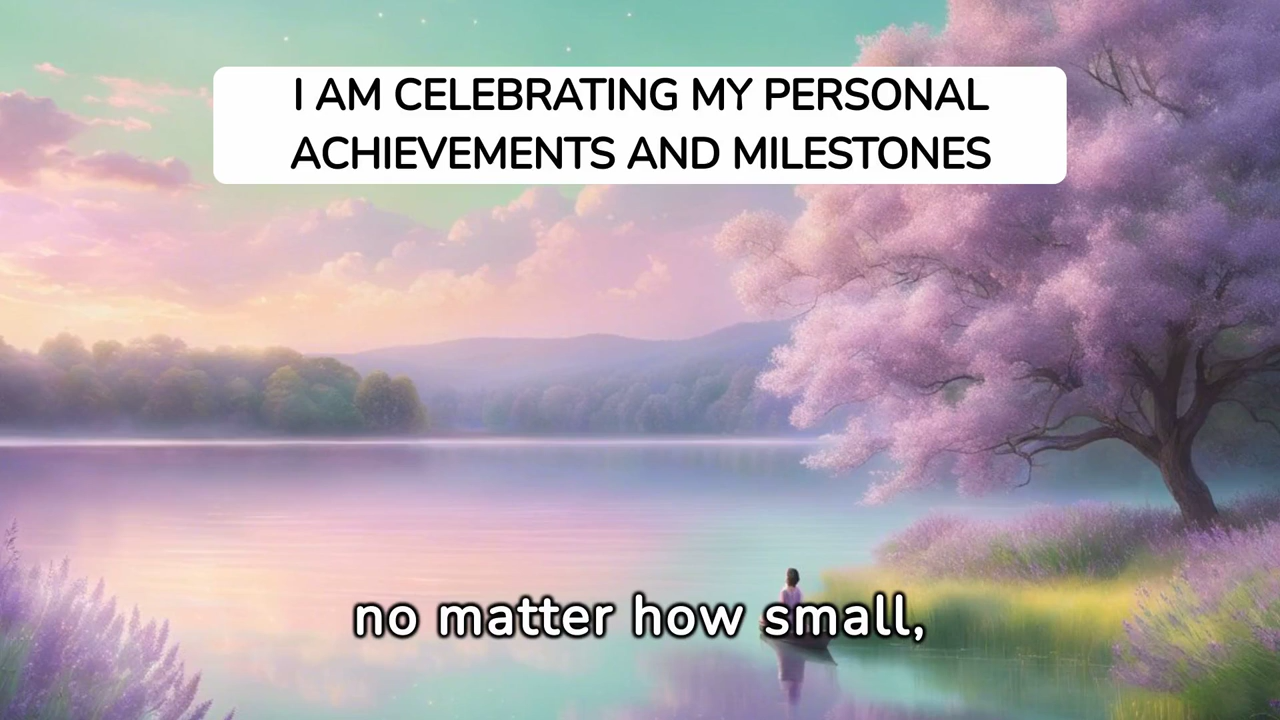 I AM CELEBRATING MY PERSONAL
ACHIEVEMENTS AND MILESTONES
no matter how small,